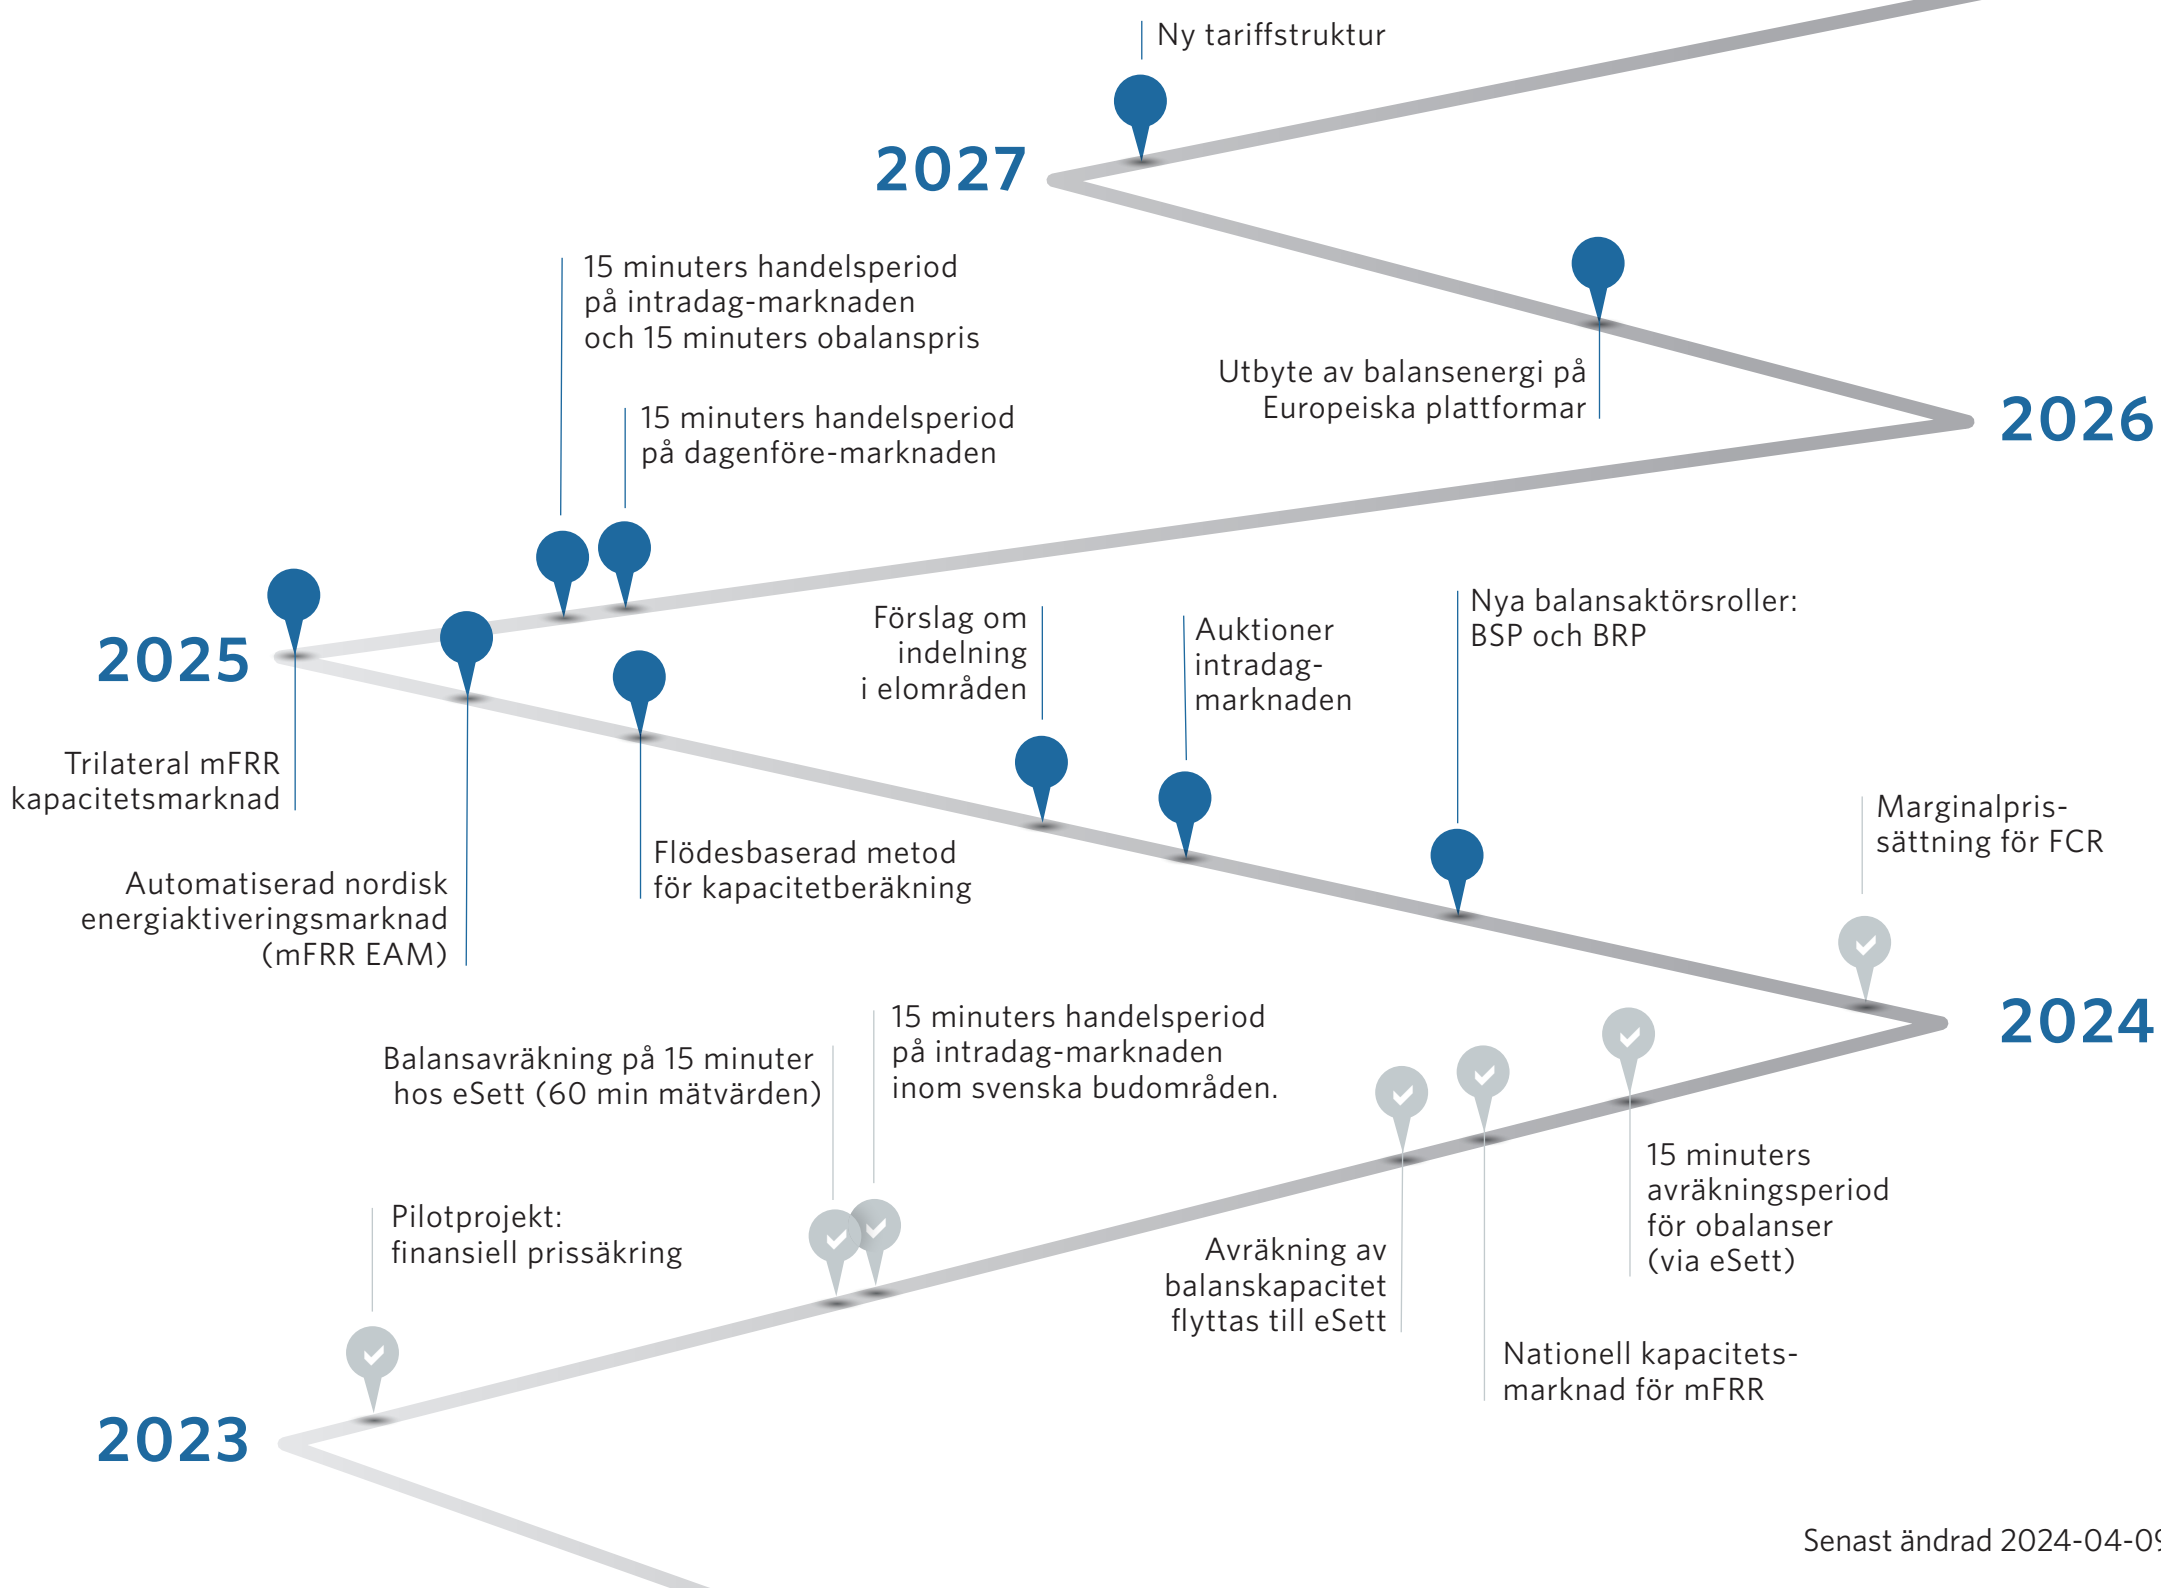 Ny tariffstruktur
2027
15 minuters handelsperiod
på intradag-marknaden
och 15 minuters obalanspris
Utbyte av balansenergi på
Europeiska plattformar
2026
15 minuters handelsperiod
på dagenföre-marknaden
2025
Förslag om
indelning
i elområden
Auktioner
intradag-
marknaden
Nya balansaktörsroller:
BSP och BRP
Trilateral mFRR
kapacitetsmarknad
Automatiserad nordisk
energiaktiveringsmarknad
(mFRR EAM)
Flödesbaserad metod
för kapacitetberäkning
Marginalpris-
sättning för FCR
2024
Balansavräkning på 15 minuter
hos eSett (60 min mätvärden)
15 minuters handelsperiod
på intradag-marknaden
inom svenska budområden.
15 minuters
avräkningsperiod
för obalanser
(via eSett)
Pilotprojekt:
finansiell prissäkring
Avräkning av
balanskapacitet
flyttas till eSett
Nationell kapacitets-
marknad för mFRR
2023
Senast ändrad 2024-04-09